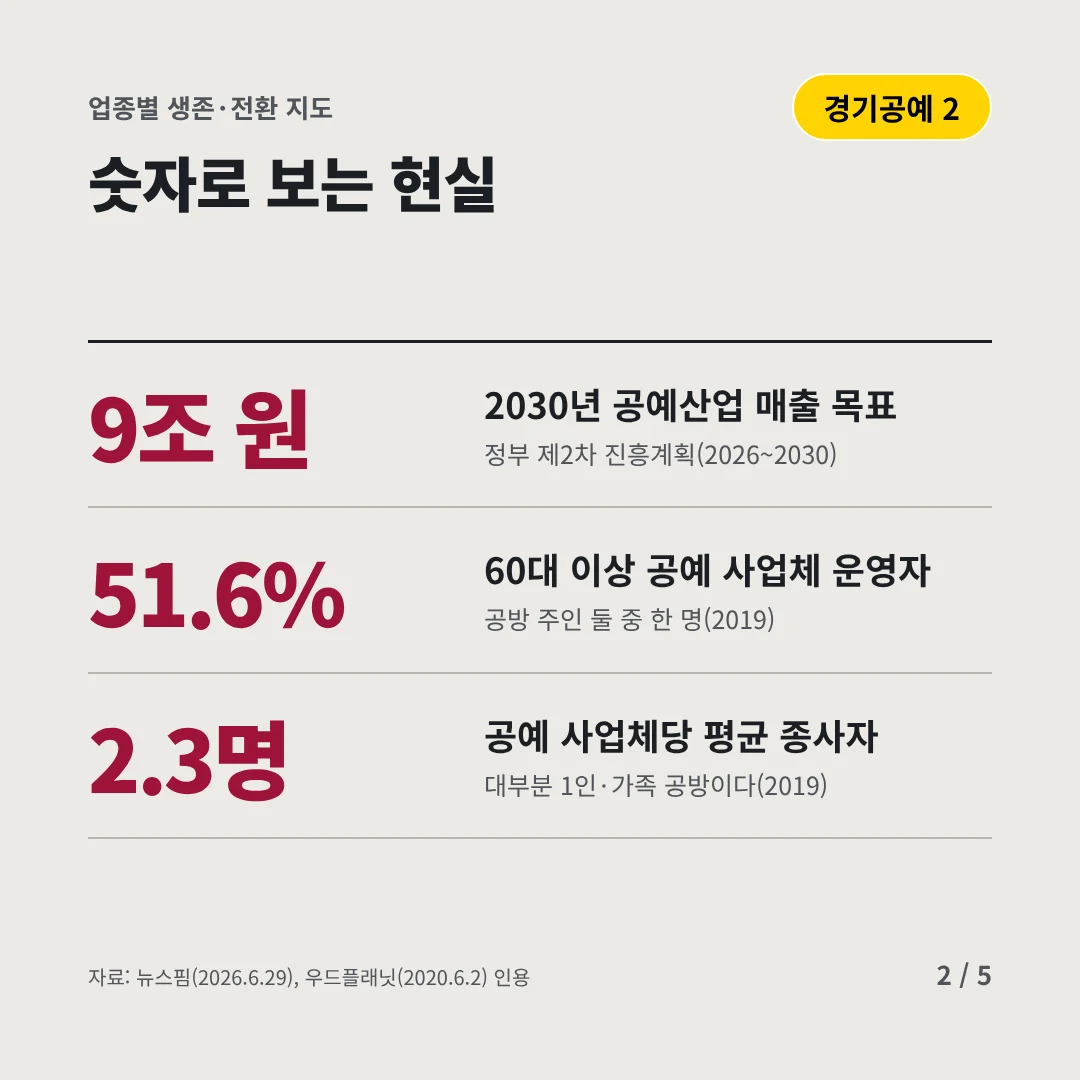 업종별 생존·전환 지도
경기공예 2
숫자로 보는 현실
9조 원
2030년 공예산업 매출 목표
정부 제2차 진흥계획(2026~2030)
51.6%
60대 이상 공예 사업체 운영자
공방 주인 둘 중 한 명(2019)
2.3명
공예 사업체당 평균 종사자
대부분 1인·가족 공방이다(2019)
자료: 뉴스핌(2026.6.29), 우드플래닛(2020.6.2) 인용
2 / 5